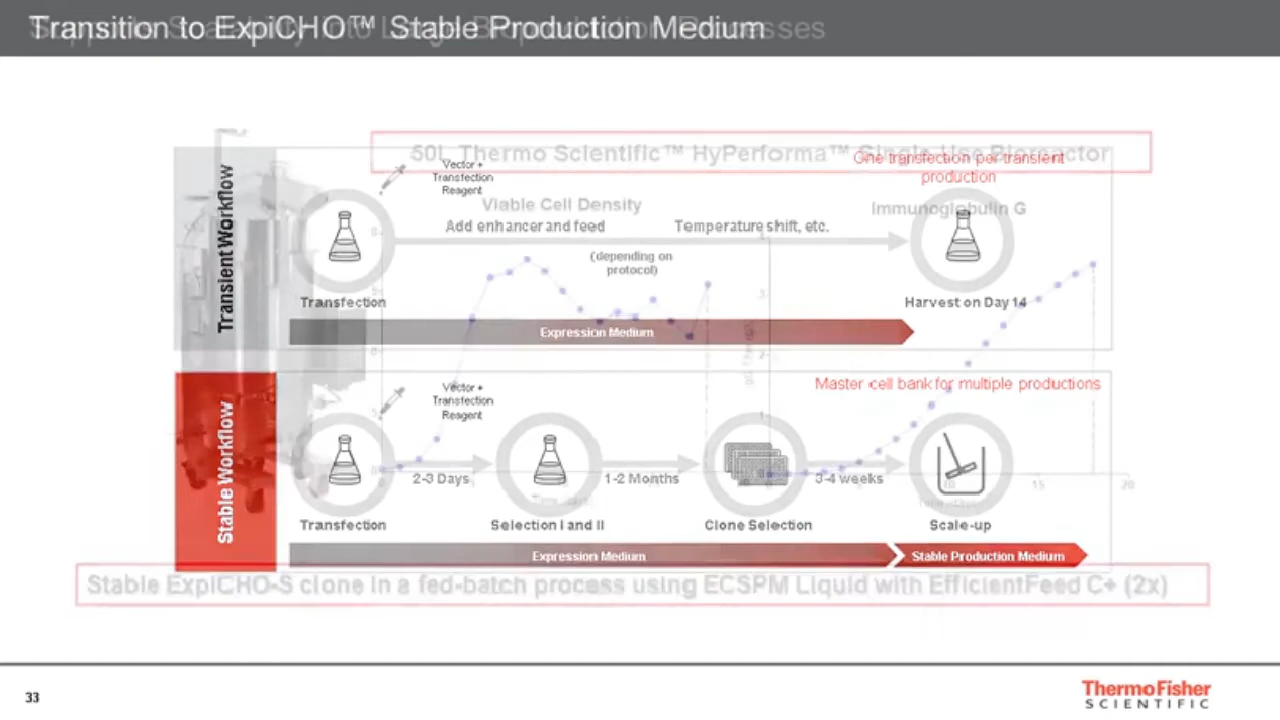 Transition to ExpiCHO™ Stable Production Medium
50L Thermo Scientific™ HyPerforma™ Single-Use Bioreactor
Transient Workflow
Vector +
Transfection
Reagent
One transfection per transient
production
Viable Cell Density
Immunoglobulin G
Add enhancer and feed
Temperature shift, etc.
(depending on
protocol)
Transfection
Harvest on Day 14
Expression Medium
Stable Workflow
Vector +
Transfection
Reagent
Master cell bank for multiple productions
2-3 Days
1-2 Months
3-4 weeks
10
15
20
Transfection
Selection I and II
Clone Selection
Scale-up
Expression Medium
Stable Production Medium
Stable ExpiCHO-S clone in a fed-batch process using ECSPM Liquid with EfficientFeed C+ (2x)
33
ThermoFisher
SCIENTIFIC